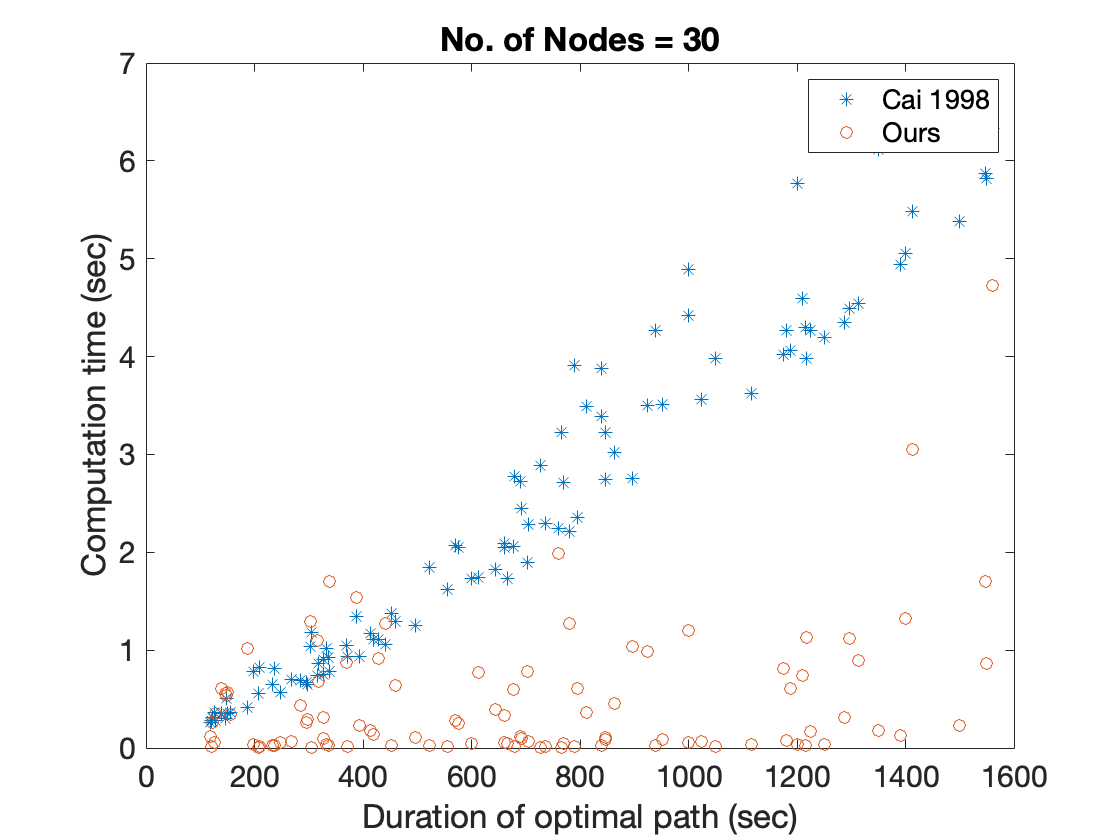 No. of Nodes = 30
Cai 1998
Ours
7
6
5
4
3
2
1
0
Computation time (sec)
0 200 400 600 800 1000 1200 1400 1600
Duration of optimal path (sec)